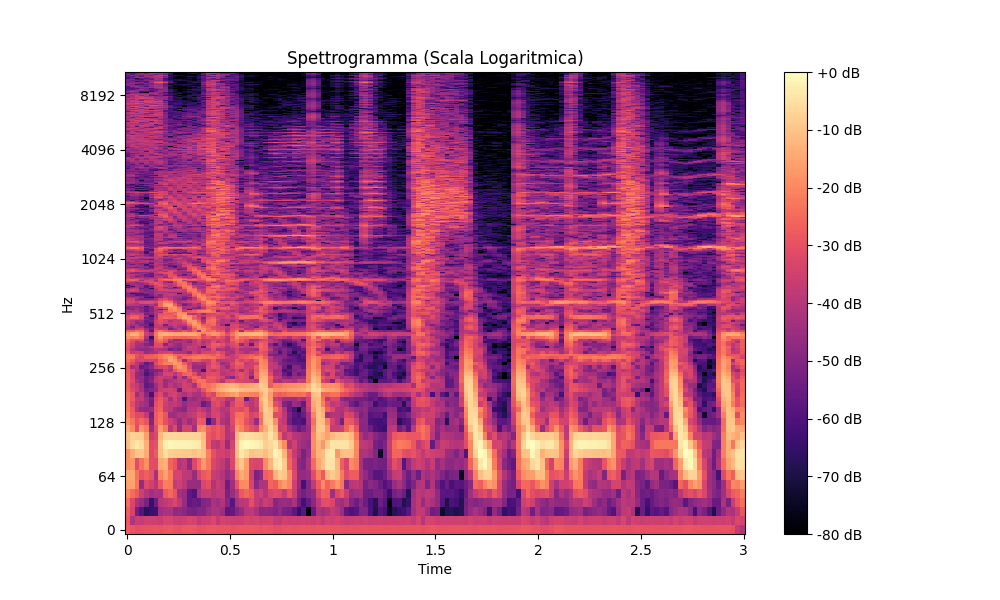 Spettrogramma (Scala Logaritmica)
8192
4096
2048
1024
512
256
128
64
0
Hz
0
0.5
1
1.5
2
2.5
3
Time
+0 dB
-10 dB
-20 dB
-30 dB
-40 dB
-50 dB
-60 dB
-70 dB
-80 dB